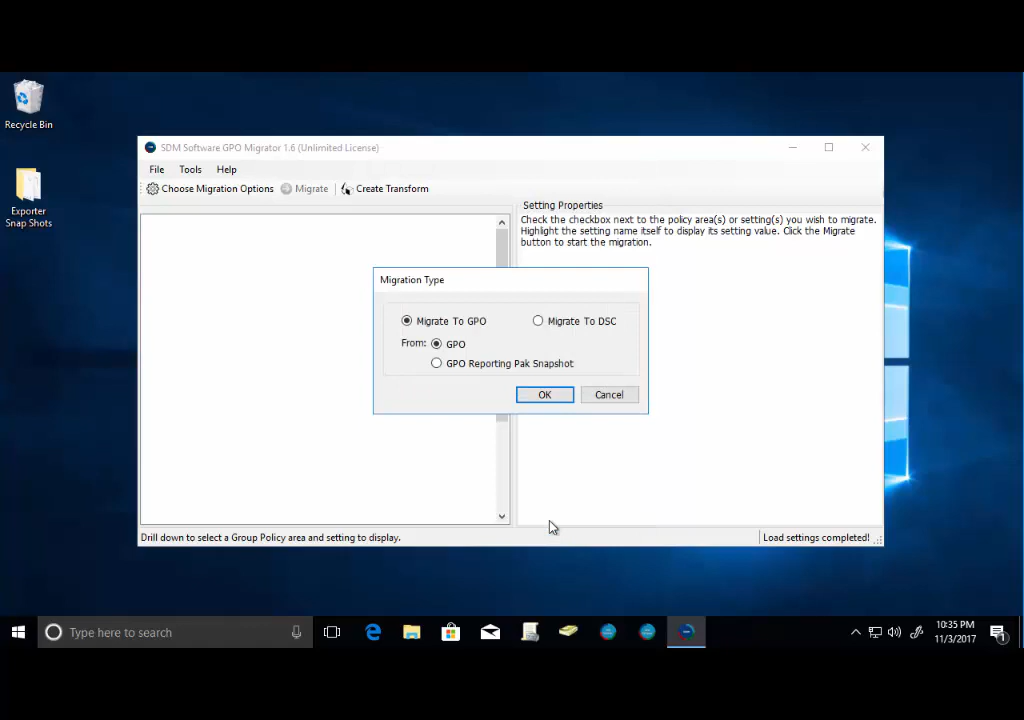 Recycle Bin
Exporter
Snap Shots
SDM Software GPO Migrator 1.6 (Unlimited License)
File Tools Help
Choose Migration Options Migrate Create Transform
Setting Properties
Check the checkbox next to the policy area(s) or setting(s) you wish to migrate.
Highlight the setting name itself to display its setting value. Click the Migrate
button to start the migration.
Migration Type
Migrate To GPO Migrate To DSC
From: GPO
GPO Reporting Pak Snapshot
OK Cancel
Drill down to select a Group Policy area and setting to display. Load settings completed!
Type here to search
10:35 PM
11/3/2017
1